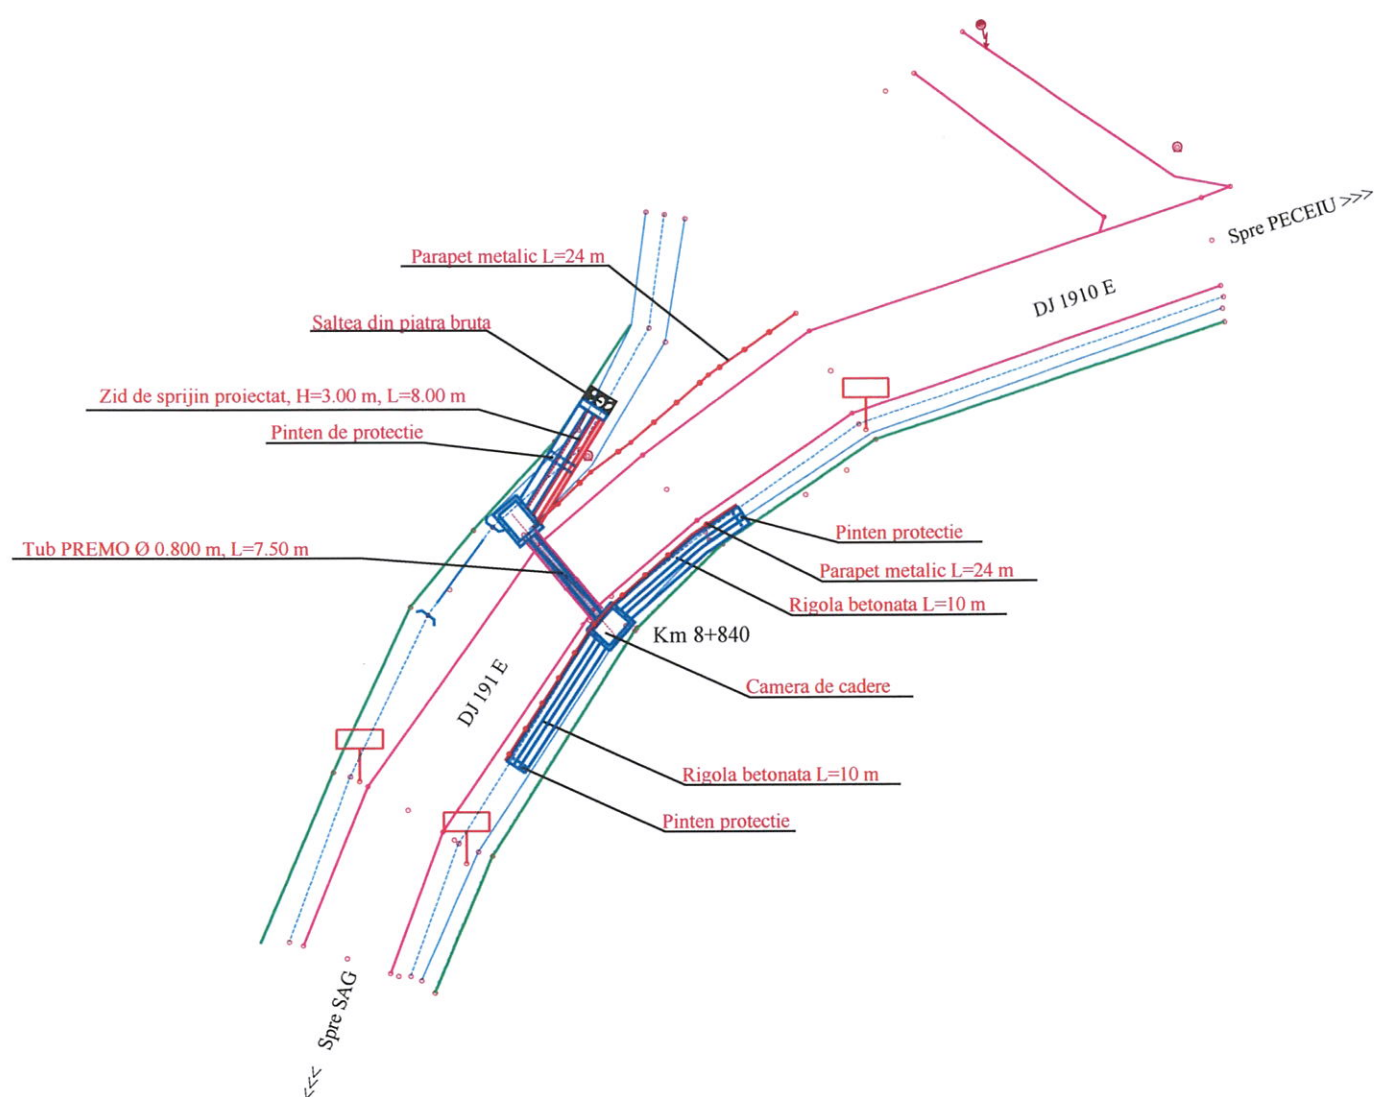 Spre PECEIU >>>
Parapet metalic L=24 m
DJ 1910 E
Saltea din piatra bruta
Zid de sprijin proiectat, H=3.00 m, L=8.00 m
Pinten de protectie
Pinten protectie
Tub PREMO Ø 0.800 m, L=7.50 m
Parapet metalic L=24 m
Rigola betonata L=10 m
Km 8+840
DJ 191 E
Camera de cadere
Rigola betonata L=10 m
Pinten protectie
<<< Spre SAG